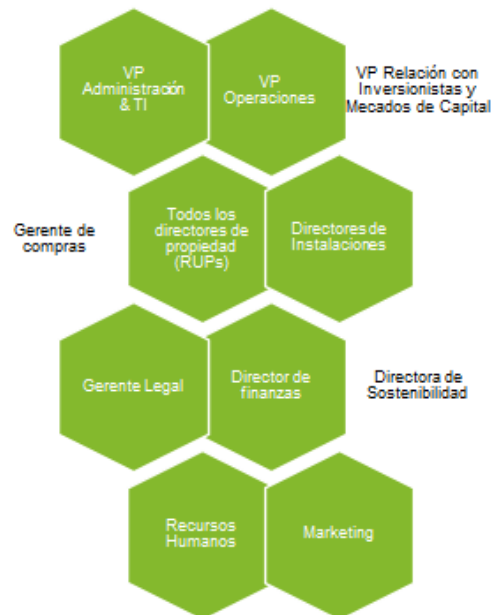 VP
Administración
& TI
VP
Operaciones
VP Relación con
Inversionistas y
Mecados de Capital
Gerente de
compras
Todos los
directores de
propiedad
(RUPs)
Directores de
Instalaciones
Gerente Legal
Director de
finanzas
Directora de
Sostenibilidad
Recursos
Humanos
Marketing